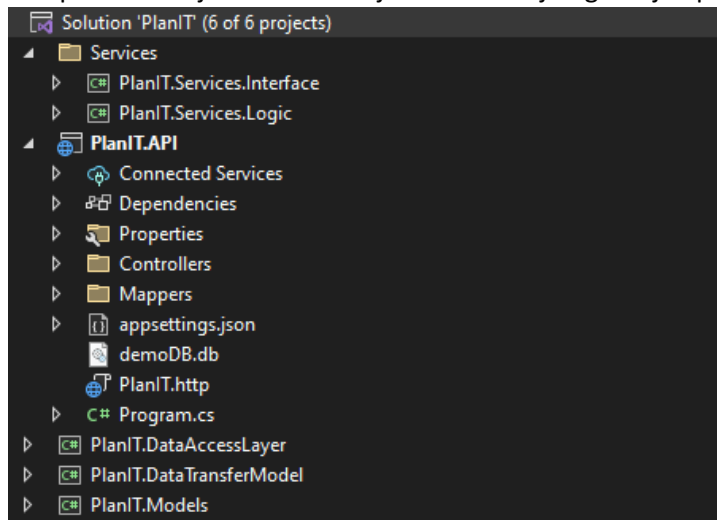 Solution 'PlanIT' (6 of 6 projects)
Services
C# PlanIT.Services.Interface
C# PlanIT.Services.Logic
PlanIT.API
Connected Services
Dependencies
Properties
Controllers
Mappers
appsettings.json
demoDB.db
PlanIT.http
C# Program.cs
C# PlanIT.DataAccessLayer
C# PlanIT.DataTransferModel
C# PlanIT.Models